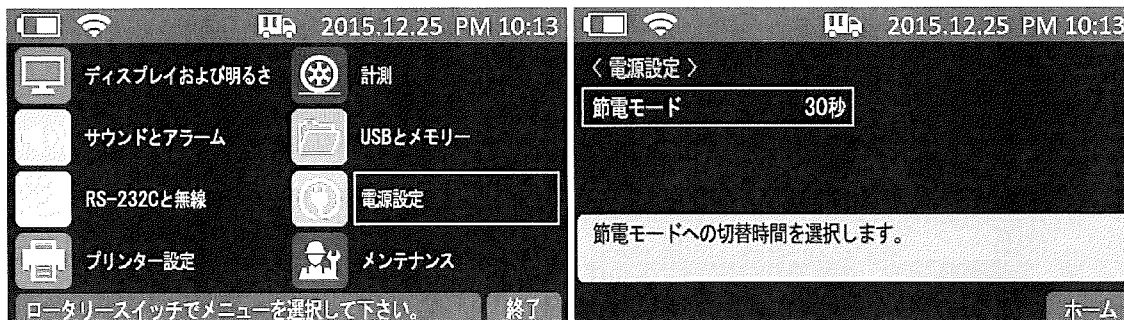 2015.12.25 PM 10:13
ディスプレイおよび明るさ
計測
サウンドとアラーム
USBとメモリー
RS-232Cと無線
電源設定
プリンター設定
メンテナンス
ロータリースイッチでメニューを選択して下さい。
終了
2015.12.25 PM 10:13
〈 電源設定 〉
節電モード 30秒
節電モードへの切替時間を選択します。
ホーム